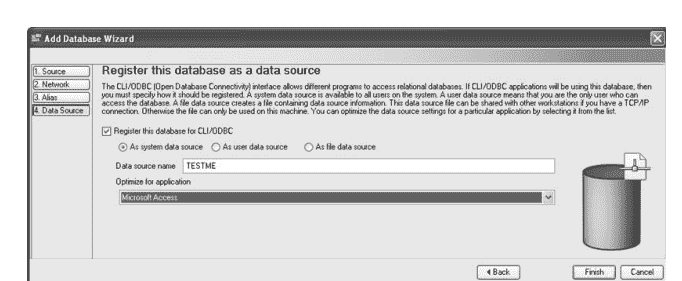 Add Database Wizard
1. Source
2. Network
3. Alias
4. Data Source
Register this database as a data source
The CLI/ODBC (Open Database Connectivity) interface allows different programs to access relational databases. If CLI/ODBC applications will be using this database, then
you must specify how it should be registered. A system data source is available to all users on the system. A user data source means that you are the only user who can
access the database. A file data source creates a file containing data source information. This data source file can be shared with other workstations if you have a TCP/IP
connection. Otherwise the file can only be used on this machine. You can optimize the data source settings for a particular application by selecting it from the list.
Register this database for CLI/ODBC
As system data source As user data source As file data source
Data source name TESTME
Optimize for application
Microsoft Access
Back Finish Cancel